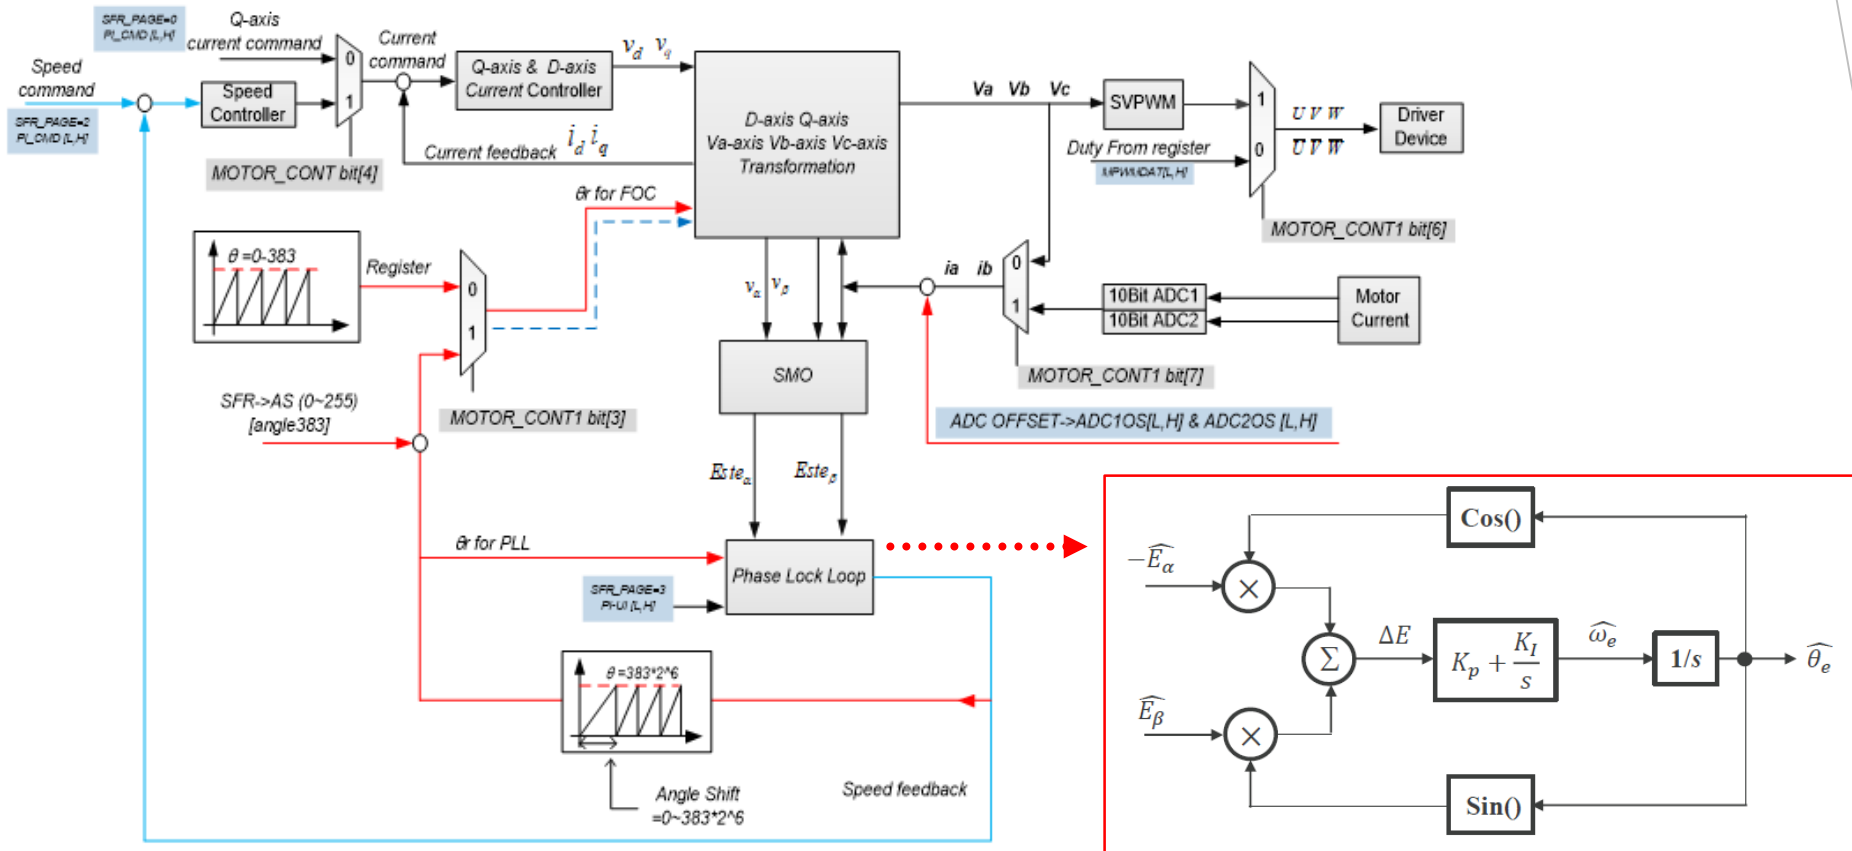 SFR_PAGE=0
PI_CMD [L,H]
Q-axis
current command
Speed
command
SFR_PAGE=2
PI_CMD [L,H]
Speed
Controller
0
1
MOTOR_CONT bit[4]
Current
command
Q-axis & D-axis
Current Controller
v_d v_q
Current feedback
i_d i_q
D-axis Q-axis
Va-axis Vb-axis Vc-axis
Transformation
Va Vb Vc
SVPWM
Duty From register
MPWMDAT[L,H]
1
0
MOTOR_CONT1 bit[6]
U V W
U̅ V̅ W̅
Driver
Device
θr for FOC
θ =0-383
Register
0
1
MOTOR_CONT1 bit[3]
SFR->AS (0~255)
[angle383]
v_α v_β
ia ib
0
1
MOTOR_CONT1 bit[7]
10Bit ADC1
10Bit ADC2
Motor
Current
ADC OFFSET->ADC1OS[L,H] & ADC2OS [L,H]
SMO
Este_α
Este_β
θr for PLL
Phase Lock Loop
SFR_PAGE=3
PI-UI [L,H]
θ =383*2^6
Angle Shift
=0~383*2^6
Speed feedback
Cos()
−Ê_α
×
Σ
ΔE
K_p + K_I/s
ω̂_e
1/s
θ̂_e
Ê_β
×
Sin()